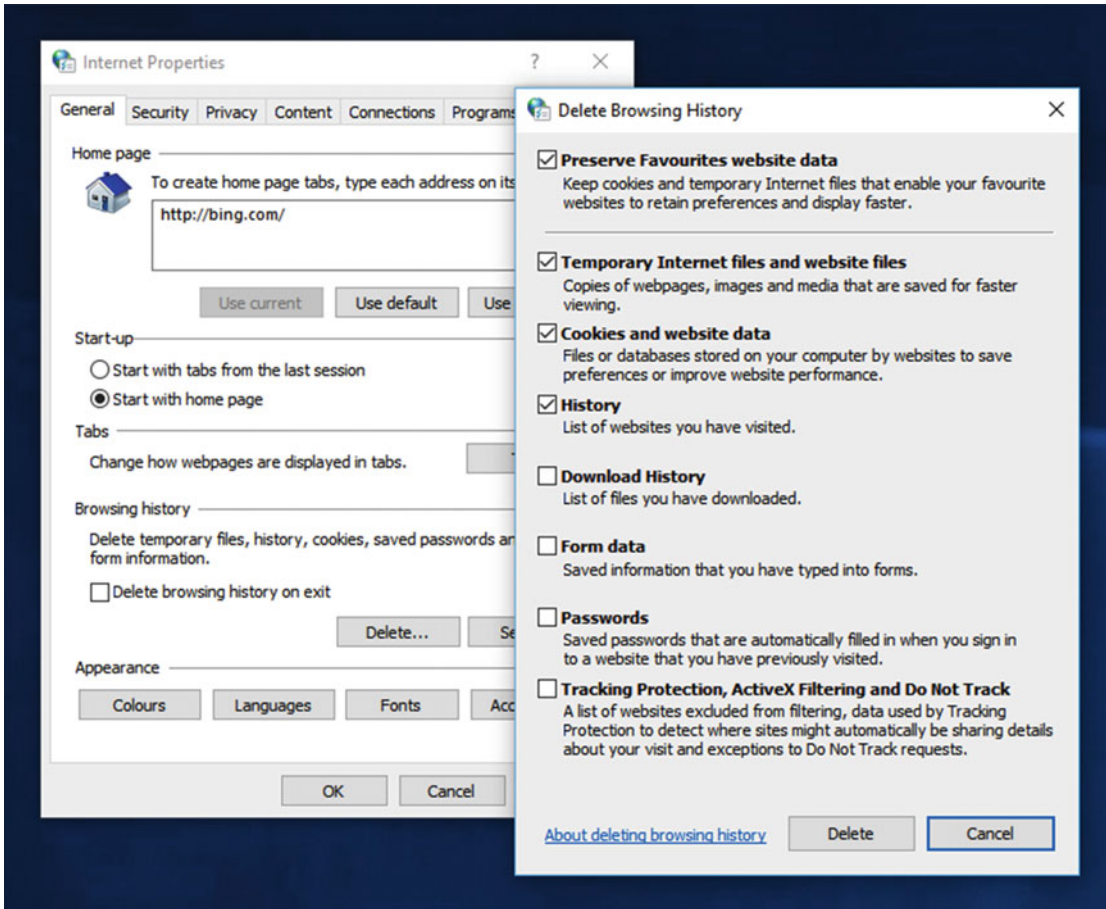 Internet Properties
?
General Security Privacy Content Connections Programs
Home page
To create home page tabs, type each address on its
http://bing.com/
Use current Use default Use
Start-up
Start with tabs from the last session
Start with home page
Tabs
Change how webpages are displayed in tabs.
Browsing history
Delete temporary files, history, cookies, saved passwords
form information.
Delete browsing history on exit
Delete...
Appearance
Colours Languages Fonts
OK Cancel
Delete Browsing History
Preserve Favourites website data
Keep cookies and temporary Internet files that enable your favourite
websites to retain preferences and display faster.
Temporary Internet files and website files
Copies of webpages, images and media that are saved for faster
viewing.
Cookies and website data
Files or databases stored on your computer by websites to save
preferences or improve website performance.
History
List of websites you have visited.
Download History
List of files you have downloaded.
Form data
Saved information that you have typed into forms.
Passwords
Saved passwords that are automatically filled in when you sign in
to a website that you have previously visited.
Tracking Protection, ActiveX Filtering and Do Not Track
A list of websites excluded from filtering, data used by Tracking
Protection to detect where sites might automatically be sharing details
about your visit and exceptions to Do Not Track requests.
About deleting browsing history Delete Cancel